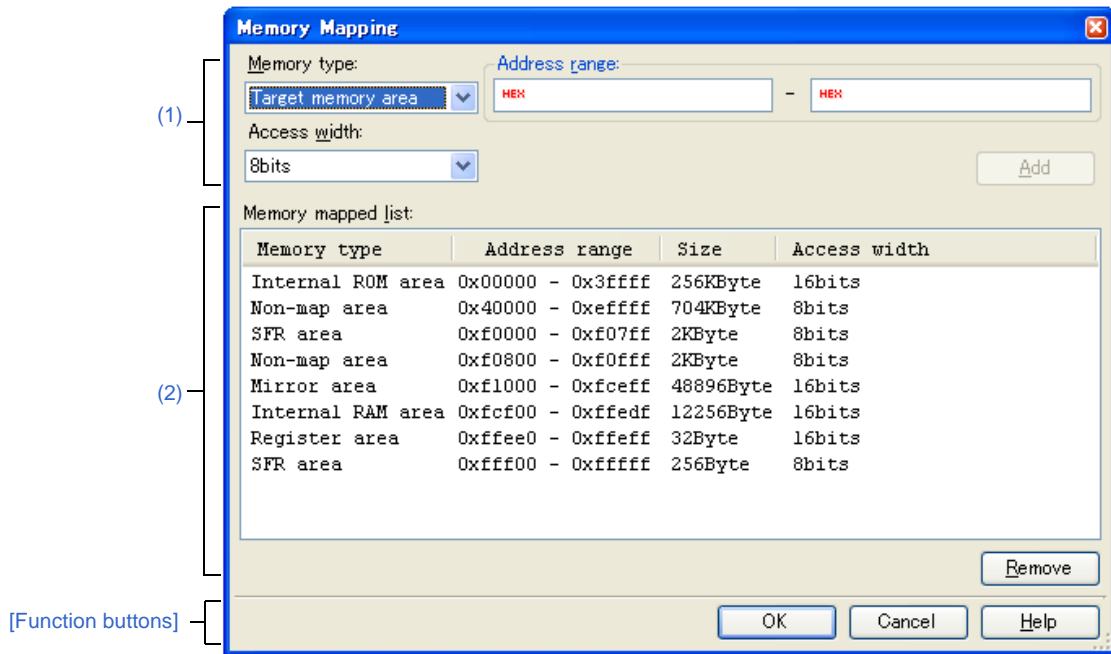 Memory Mapping
Memory type:
Address range:
Target memory area
HEX
-
HEX
(1)
Access width:
8bits
Add
Memory mapped list:
Memory type Address range Size Access width
Internal ROM area 0x00000 - 0x3ffff 256KByte 16bits
Non-map area 0x40000 - 0xeffff 704KByte 8bits
SFR area 0xf0000 - 0xf07ff 2KByte 8bits
Non-map area 0xf0800 - 0xf0fff 2KByte 8bits
Mirror area 0xf1000 - 0xfceff 48896Byte 16bits
(2)
Internal RAM area 0xfcf00 - 0xffedf 12256Byte 16bits
Register area 0xffee0 - 0xffeff 32Byte 16bits
SFR area 0xfff00 - 0xfffff 256Byte 8bits
Remove
[Function buttons]
OK Cancel Help